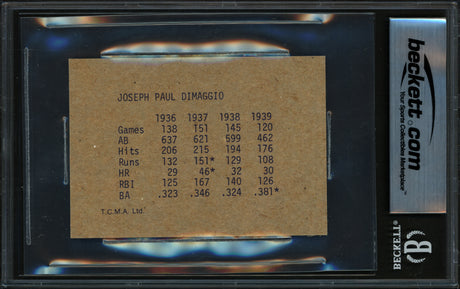 JOSEPH PAUL DIMAGGIO
1936 1937 1938 1939
Games 138 151 145 120
AB 637 621 599 462
Hits 206 215 194 176
Runs 132 151* 129 108
HR 29 46* 32 30
RBI 125 167 140 126
BA .323 .346 .324 .381*
T.C.M.A. Ltd.
beckett.com
Your Sports Collectibles Marketplace™
BECKETT
B